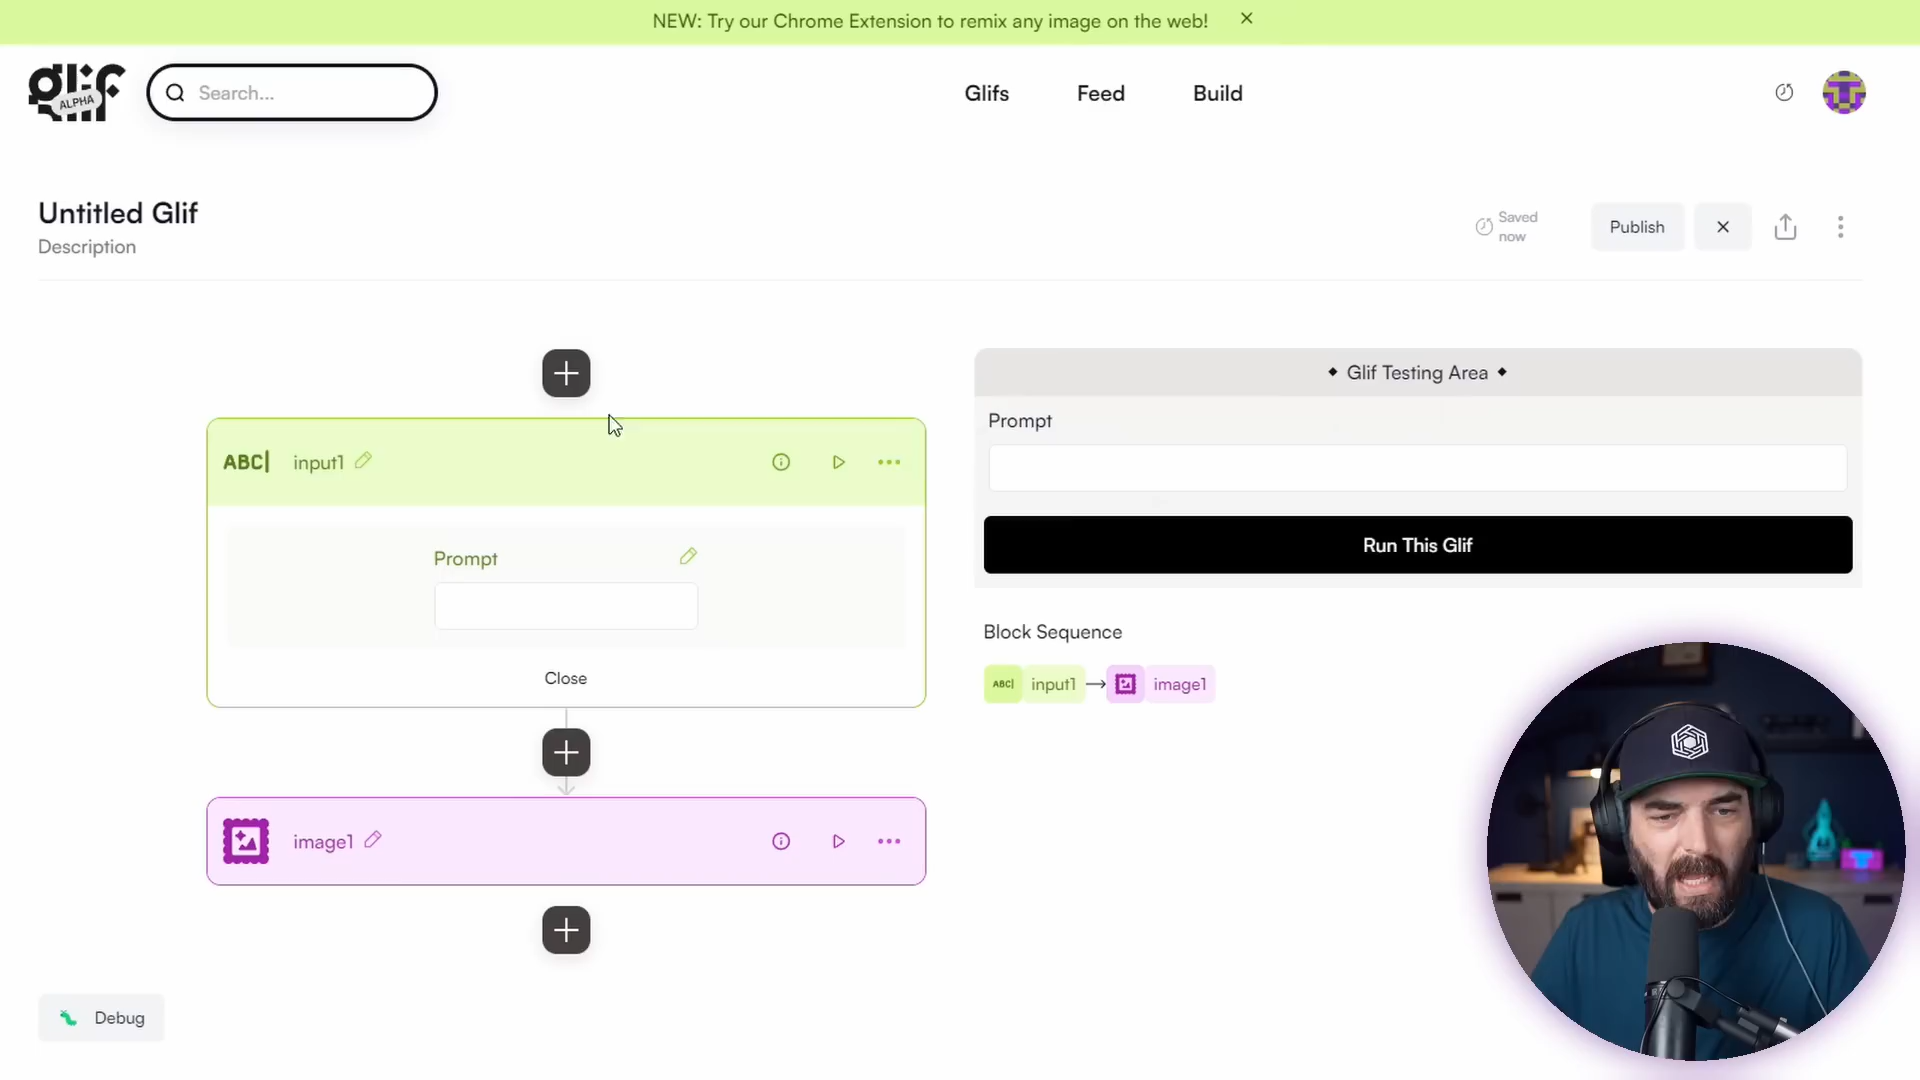 NEW: Try our Chrome Extension to remix any image on the web!
glif
ALPHA
Search...
Glifs
Feed
Build
Untitled Glif
Description
Saved
now
Publish
ABC
input1
Prompt
Close
image1
Debug
Glif Testing Area
Prompt
Run This Glif
Block Sequence
ABC input1 → image1